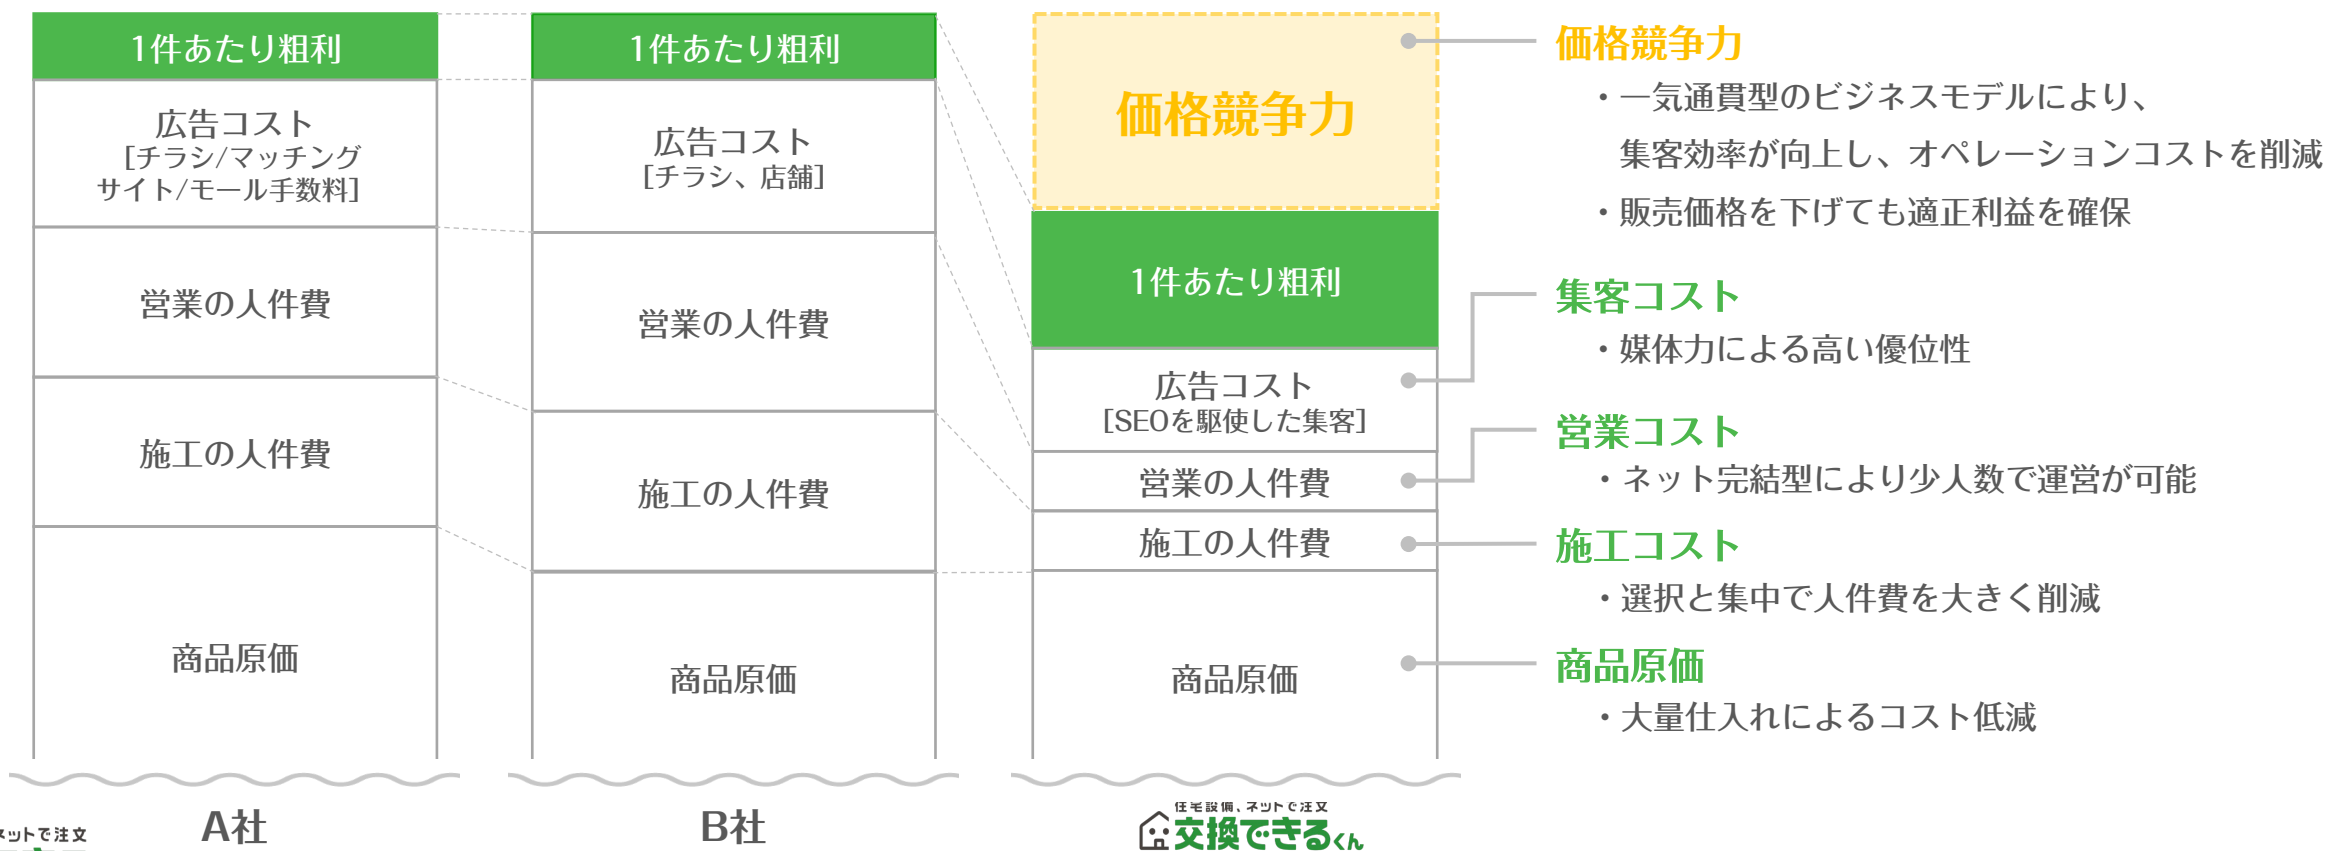 1件あたり粗利
広告コスト
[チラシ/マッチング
サイト/モール手数料]
営業の人件費
施工の人件費
商品原価
A社
1件あたり粗利
広告コスト
[チラシ、店舗]
営業の人件費
施工の人件費
商品原価
B社
価格競争力
1件あたり粗利
広告コスト
[SEOを駆使した集客]
営業の人件費
施工の人件費
商品原価
住宅設備、ネットで注文
交換できるくん
価格競争力
・一気通貫型のビジネスモデルにより、
集客効率が向上し、オペレーションコストを削減
・販売価格を下げても適正利益を確保
集客コスト
・媒体力による高い優位性
営業コスト
・ネット完結型により少人数で運営が可能
施工コスト
・選択と集中で人件費を大きく削減
商品原価
・大量仕入れによるコスト低減
ネットで注文